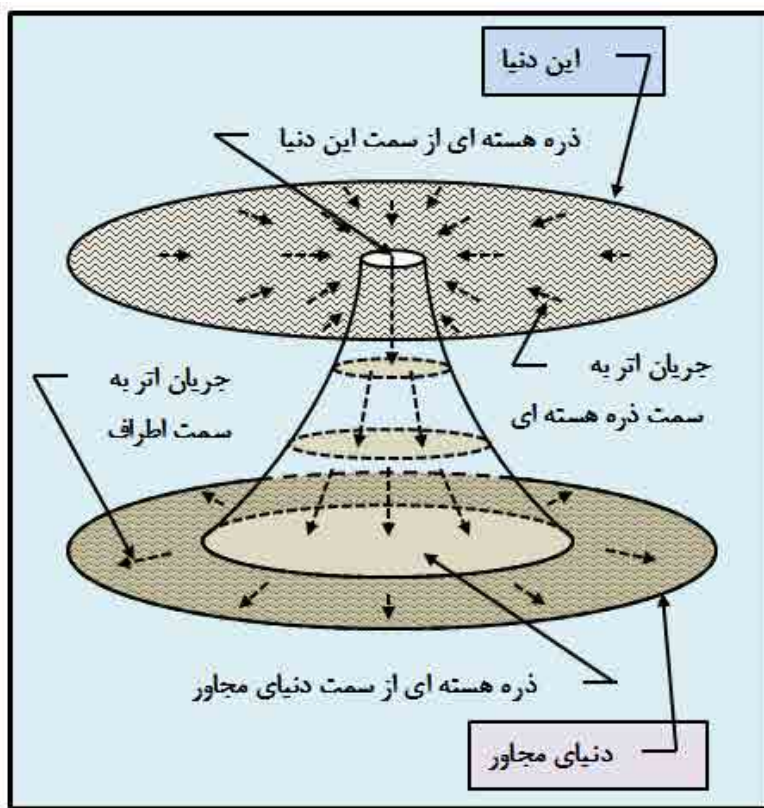 این دنیا
ذره هسته ای از سمت این دنیا
جریان اتر به
سمت ذره هسته ای
جریان اتر به
سمت اطراف
ذره هسته ای از سمت دنیای مجاور
دنیای مجاور